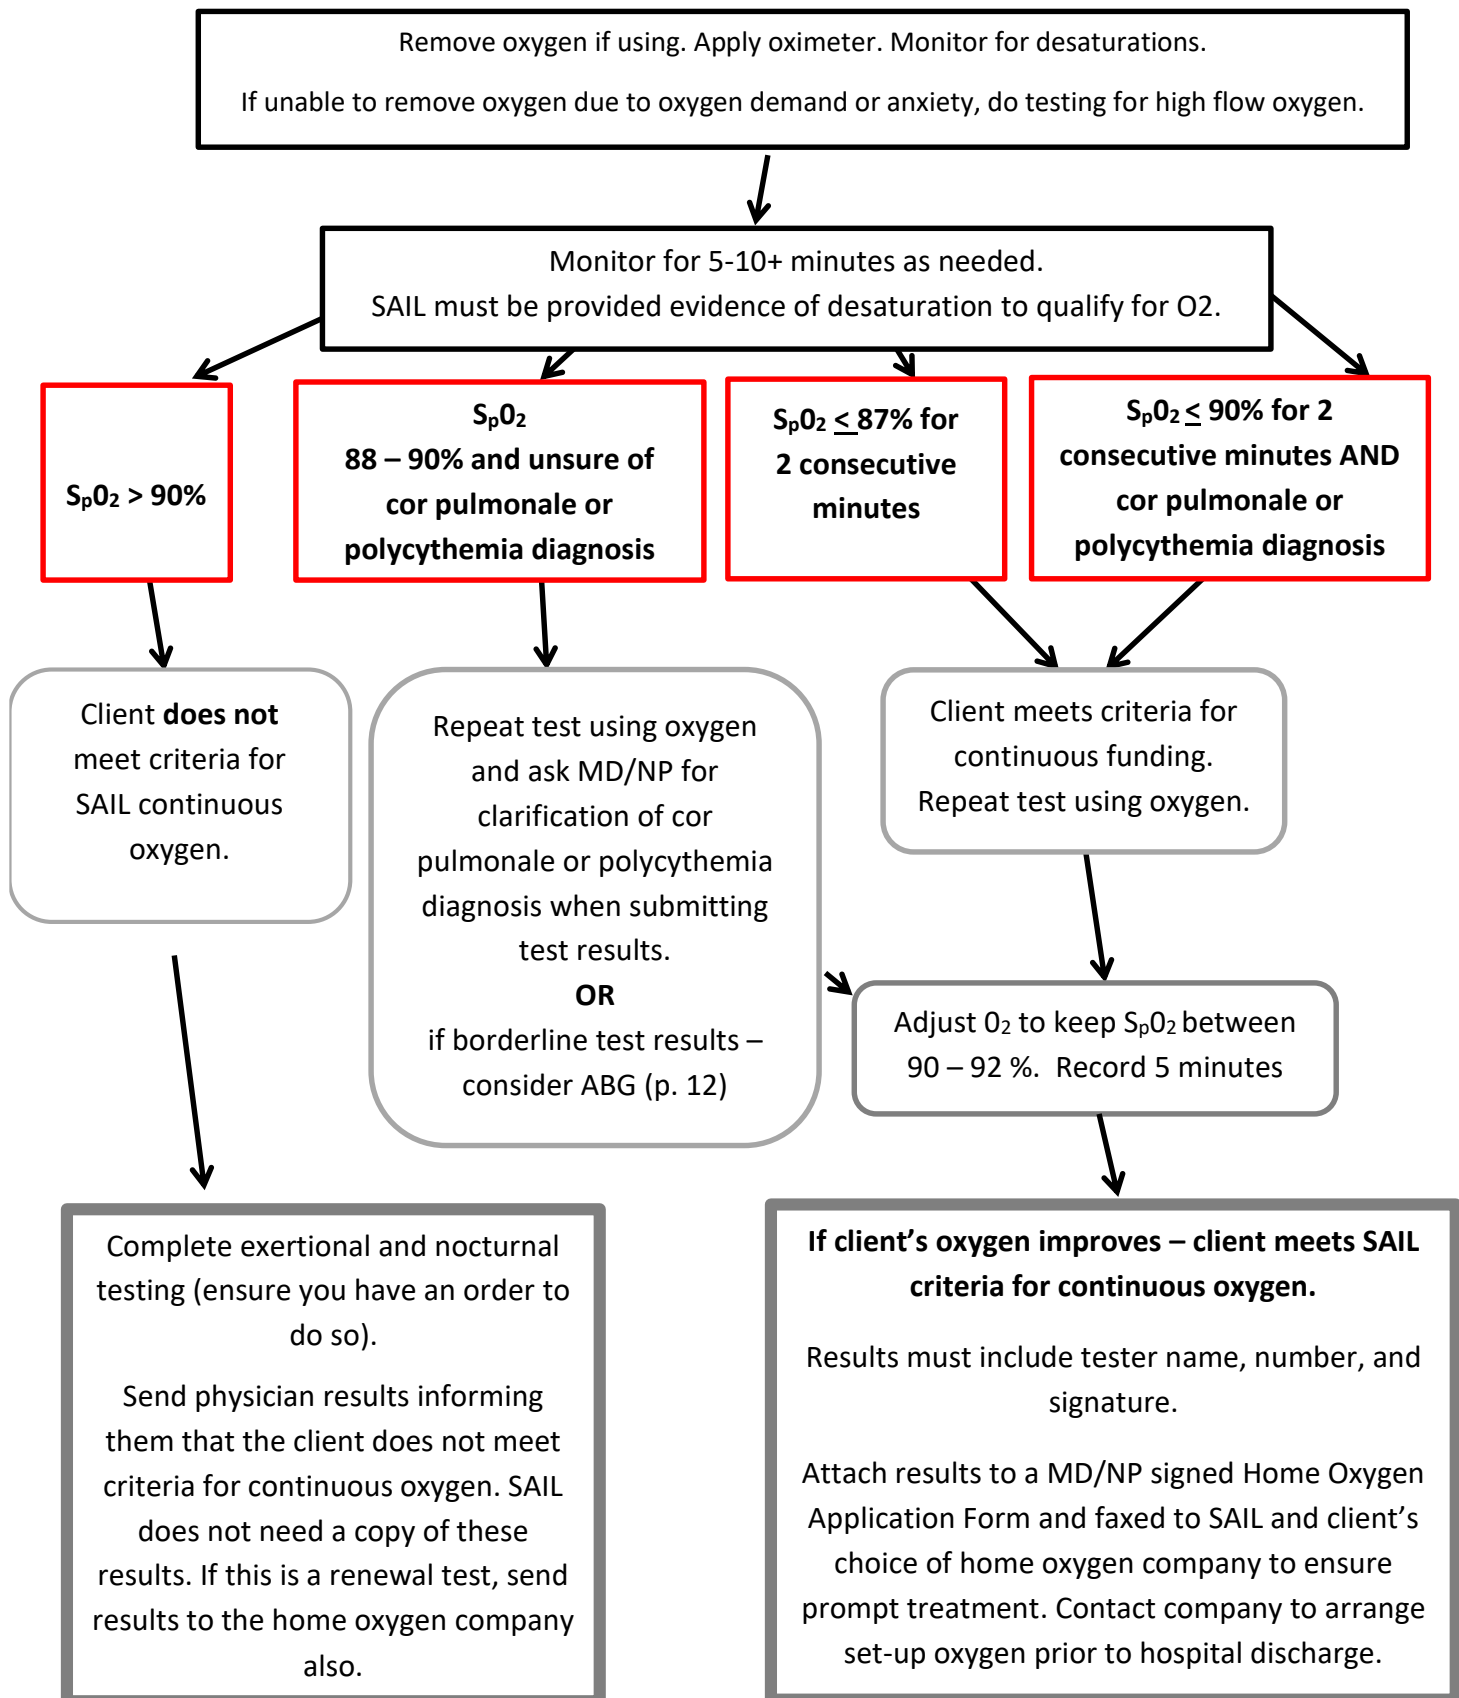 Remove oxygen if using. Apply oximeter. Monitor for desaturations.
If unable to remove oxygen due to oxygen demand or anxiety, do testing for high flow oxygen.
Monitor for 5-10+ minutes as needed.
SAIL must be provided evidence of desaturation to qualify for O2.
Sp02 > 90%
Sp02
88 – 90% and unsure of
cor pulmonale or
polycythemia diagnosis
Sp02 < 87% for
2 consecutive
minutes
Sp02 < 90% for 2
consecutive minutes AND
cor pulmonale or
polycythemia diagnosis
Client does not
meet criteria for
SAIL continuous
oxygen.
Repeat test using oxygen
and ask MD/NP for
clarification of cor
pulmonale or polycythemia
diagnosis when submitting
test results.
OR
if borderline test results –
consider ABG (p. 12)
Client meets criteria for
continuous funding.
Repeat test using oxygen.
Adjust 02 to keep Sp02 between
90 – 92 %. Record 5 minutes
Complete exertional and nocturnal
testing (ensure you have an order to
do so).
Send physician results informing
them that the client does not meet
criteria for continuous oxygen. SAIL
does not need a copy of these
results. If this is a renewal test, send
results to the home oxygen company
also.
If client’s oxygen improves – client meets SAIL
criteria for continuous oxygen.
Results must include tester name, number, and
signature.
Attach results to a MD/NP signed Home Oxygen
Application Form and faxed to SAIL and client’s
choice of home oxygen company to ensure
prompt treatment. Contact company to arrange
set-up oxygen prior to hospital discharge.